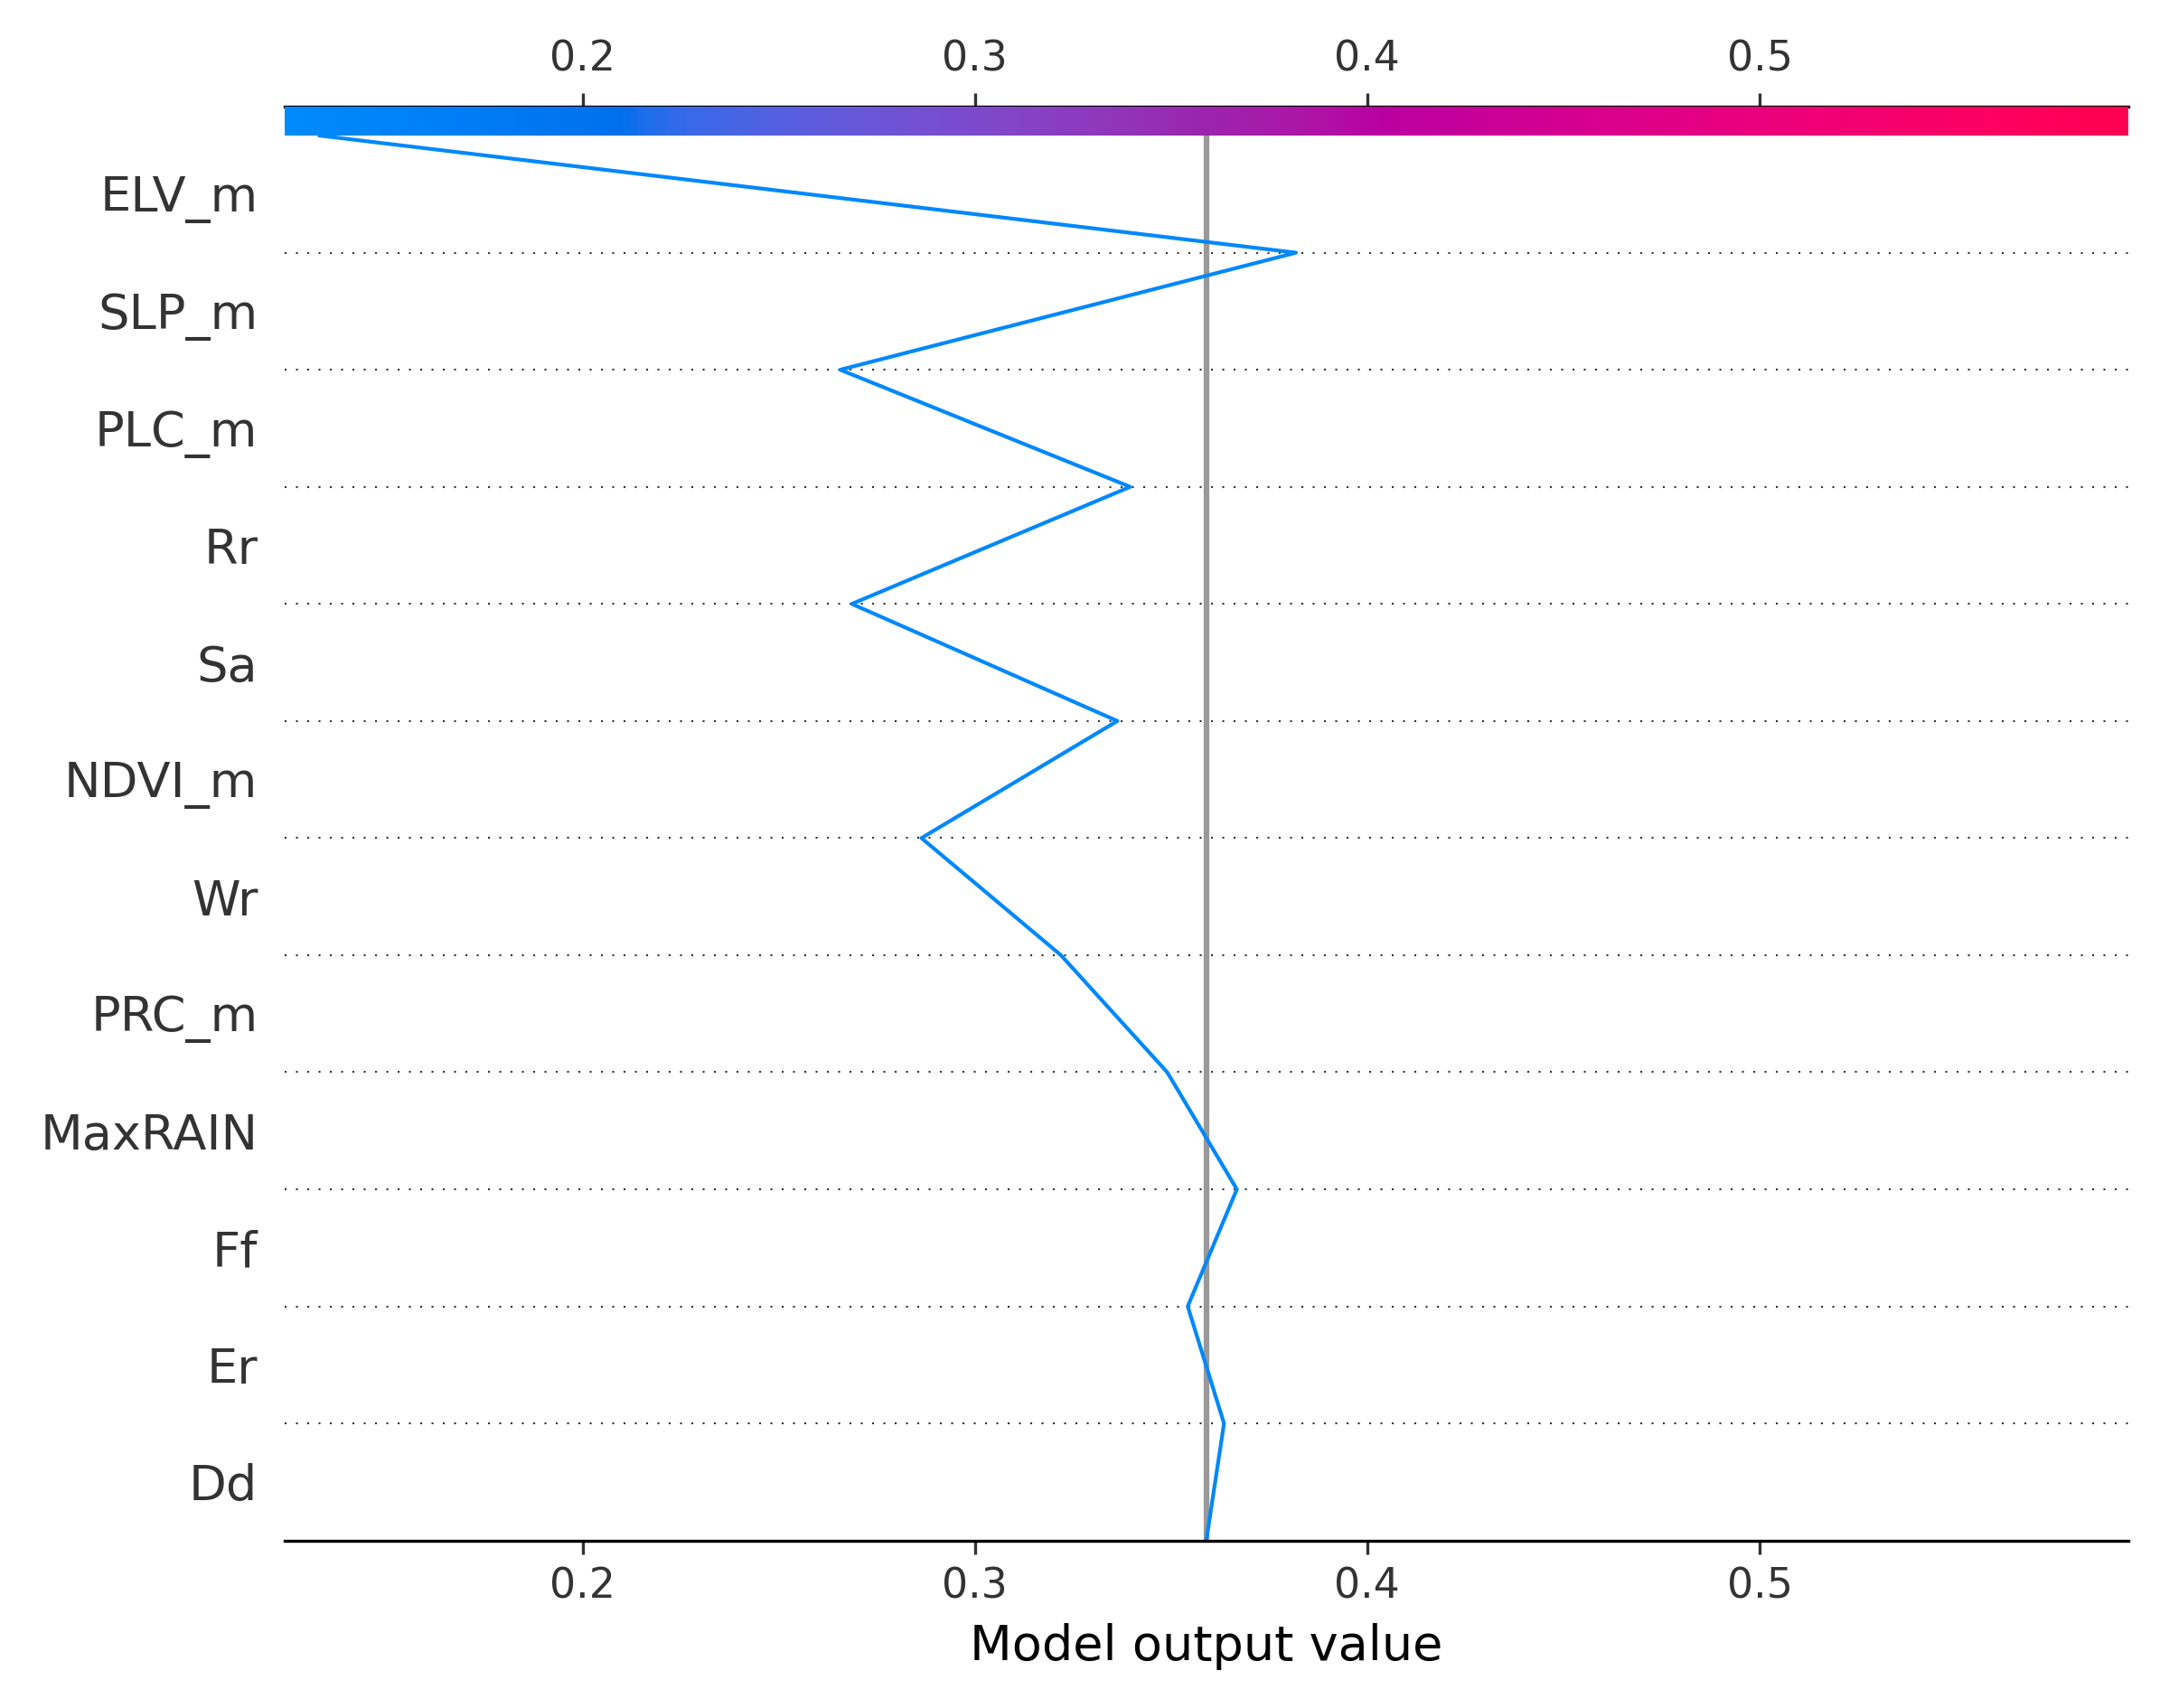 0.2 0.3 0.4 0.5
ELV_m
SLP_m
PLC_m
Rr
Sa
NDVI_m
Wr
PRC_m
MaxRAIN
Ff
Er
Dd
0.2 0.3 0.4 0.5
Model output value